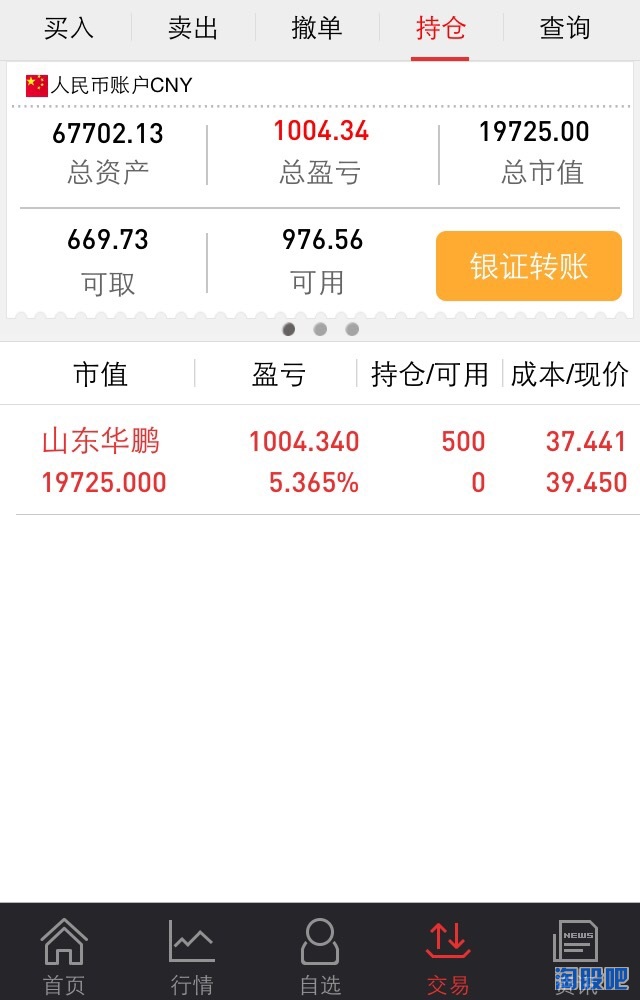 买入 卖出 撤单 持仓 查询
人民币账户CNY
67702.13 1004.34 19725.00
总资产 总盈亏 总市值
669.73 976.56
可取 可用 银证转账
市值 盈亏 持仓/可用 成本/现价
山东华鹏 1004.340 500 37.441
19725.000 5.365% 0 39.450
NEWS
首页 行情 自选 交易 资讯
淘股吧